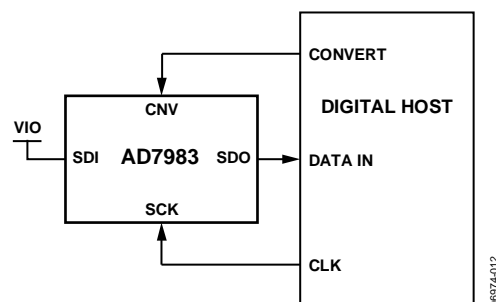 CONVERT
DIGITAL HOST
CNV
VIO
SDI
AD7983
SDO
DATA IN
SCK
CLK
06974-012